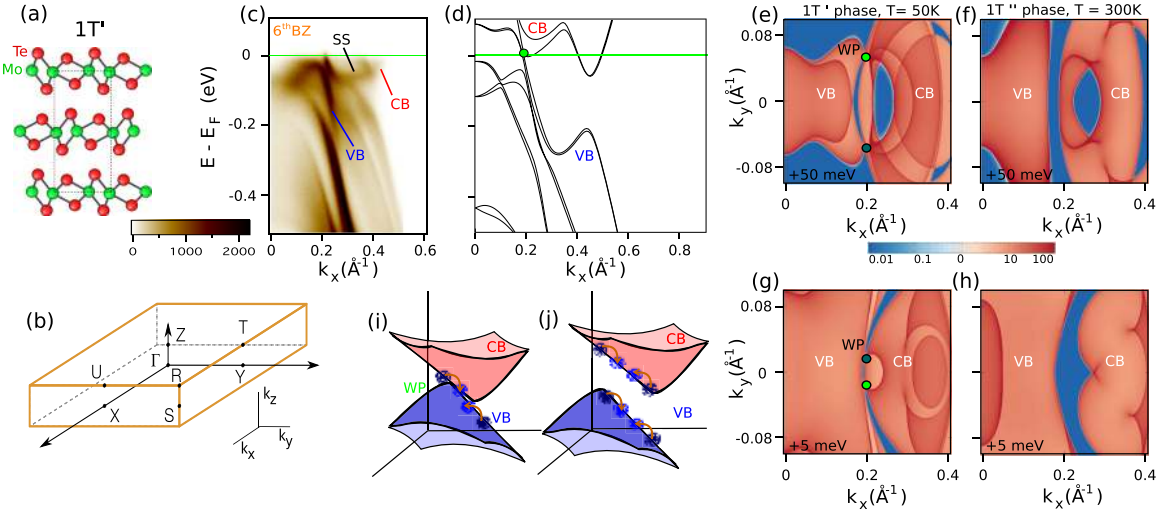 (a)
1T'
Te
Mo
0 1000 2000
(b)
Z
T
Γ
U
R
Y
X
S
k_z
k_y
k_x
(c)
6th BZ
SS
CB
VB
E - E_F (eV)
0
-0.2
-0.4
0 0.2 0.4 0.6
k_x(Å-1)
(d)
CB
VB
0 0.2 0.4 0.6 0.8
k_x(Å-1)
(e)
1T ' phase, T= 50K
WP
VB
CB
+50 meV
k_y(Å-1)
0.08
0
-0.08
0 0.2 0.4
k_x(Å-1)
(f)
1T '' phase, T = 300K
VB
CB
+50 meV
0 0.2 0.4
k_x(Å-1)
0.01 0.1 0 10 100
(g)
WP
VB
CB
+5 meV
k_y(Å-1)
0.08
0
-0.08
0 0.2 0.4
k_x(Å-1)
(h)
VB
CB
+5 meV
0 0.2 0.4
k_x(Å-1)
(i)
CB
WP
VB
(j)
CB
VB